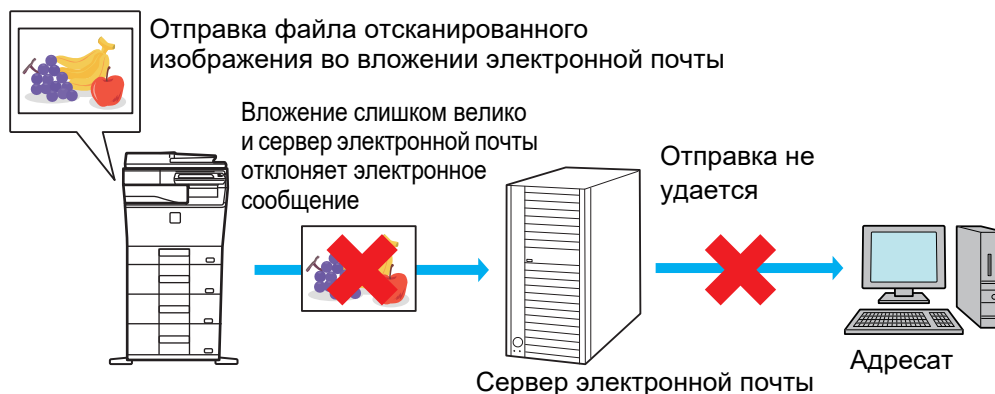 Отправка файла отсканированного
изображения во вложении электронной почты
Вложение слишком велико
и сервер электронной почты
отклоняет электронное
сообщение
Отправка не
удается
Адресат
Сервер электронной почты